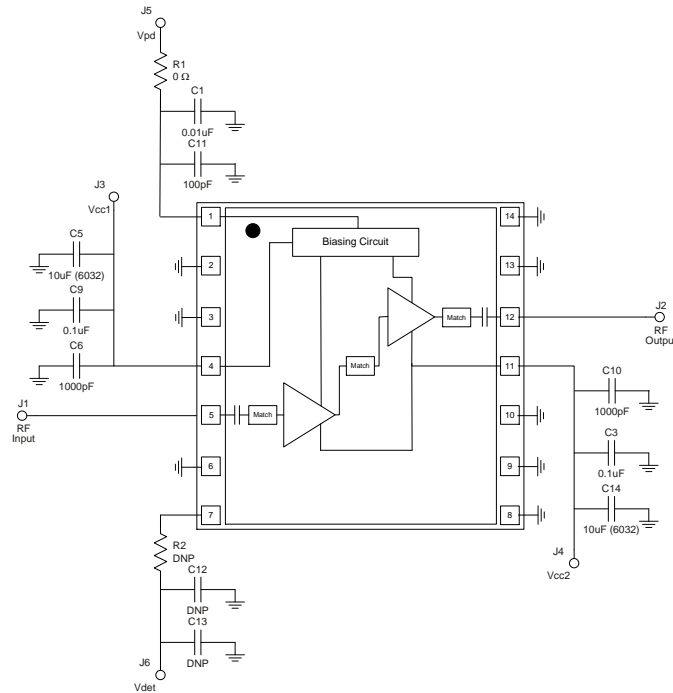 J5
Vpd
R1
0 Ω
C1
0.01uF
C11
100pF
J3
Vcc1
C5
10uF (6032)
C9
0.1uF
C6
1000pF
J1
RF
Input
1
2
3
4
5
6
7
14
13
12
11
10
9
8
Biasing Circuit
Match
Match
Match
J2
RF
Output
C10
1000pF
C3
0.1uF
C14
10uF (6032)
J4
Vcc2
R2
DNP
C12
DNP
C13
DNP
J6
Vdet